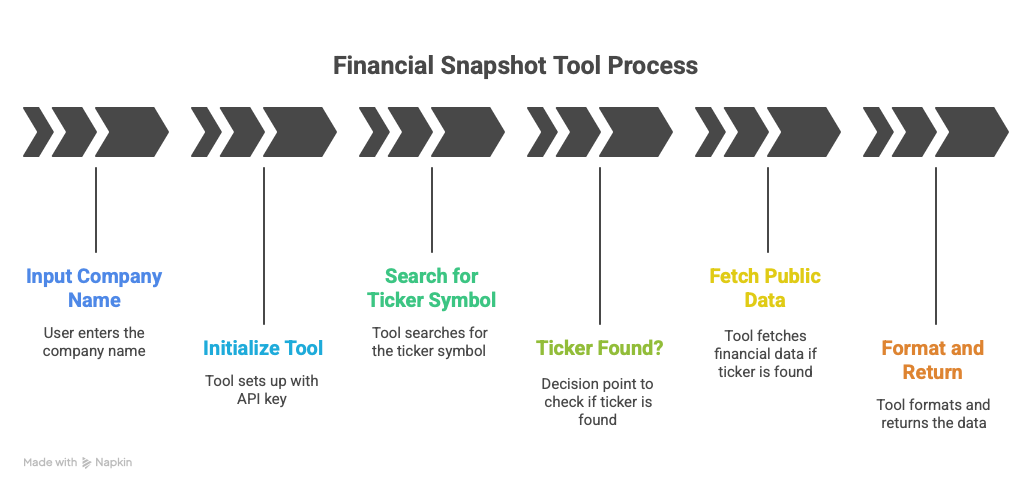 Financial Snapshot Tool Process
Input Company
Name
User enters the
company name
Initialize Tool
Tool sets up with
API key
Search for
Ticker Symbol
Tool searches for
the ticker symbol
Ticker Found?
Decision point to
check if ticker is
found
Fetch Public
Data
Tool fetches
financial data if
ticker is found
Format and
Return
Tool formats and
returns the data
Made with Napkin